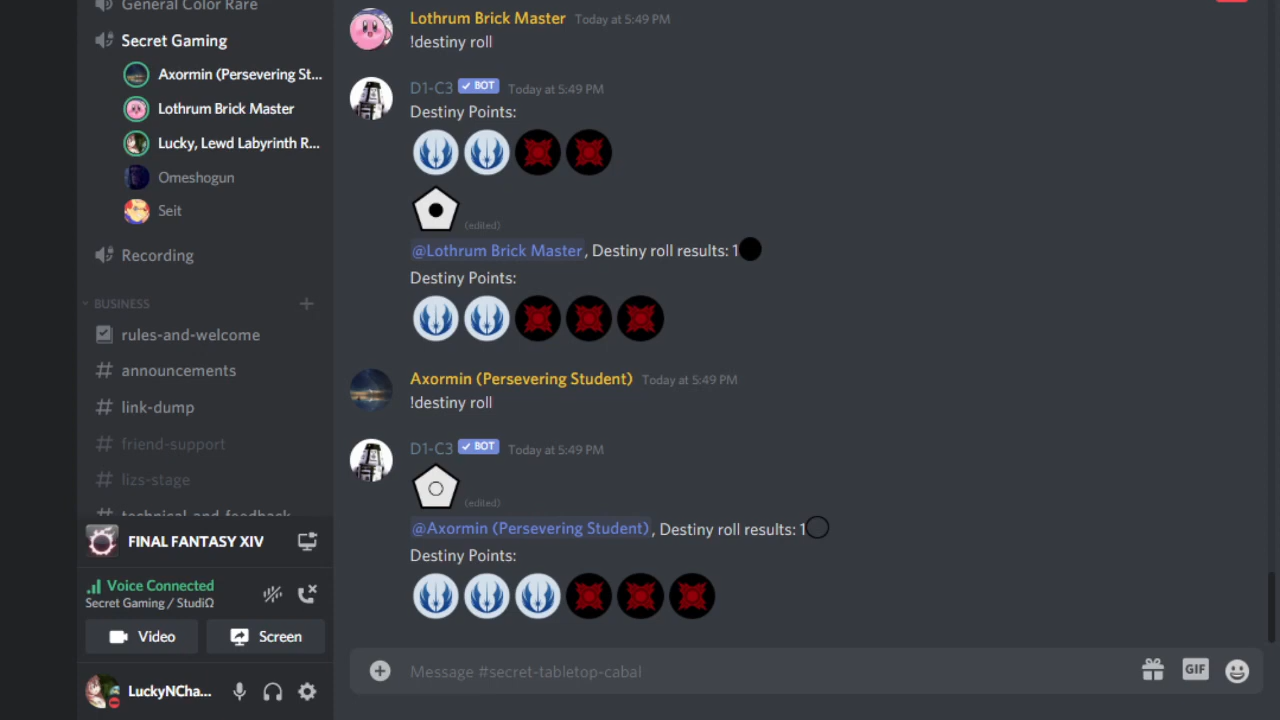 General Color Rare
Secret Gaming
Axormin (Persevering St...
Lothrum Brick Master
Lucky, Lewd Labyrinth R...
Omeshogun
Seit
Recording
BUSINESS
rules-and-welcome
announcements
link-dump
friend-support
lizs-stage
technical-and-feedback
FINAL FANTASY XIV
Voice Connected
Secret Gaming / StudiΩ
Video
Screen
LuckyNCha...
Lothrum Brick Master Today at 5:49 PM
!destiny roll
D1-C3 BOT Today at 5:49 PM
Destiny Points:
(edited)
@Lothrum Brick Master, Destiny roll results: 1
Destiny Points:
Axormin (Persevering Student) Today at 5:49 PM
!destiny roll
D1-C3 BOT Today at 5:49 PM
(edited)
@Axormin (Persevering Student), Destiny roll results: 1
Destiny Points:
Message #secret-tabletop-cabal
GIF